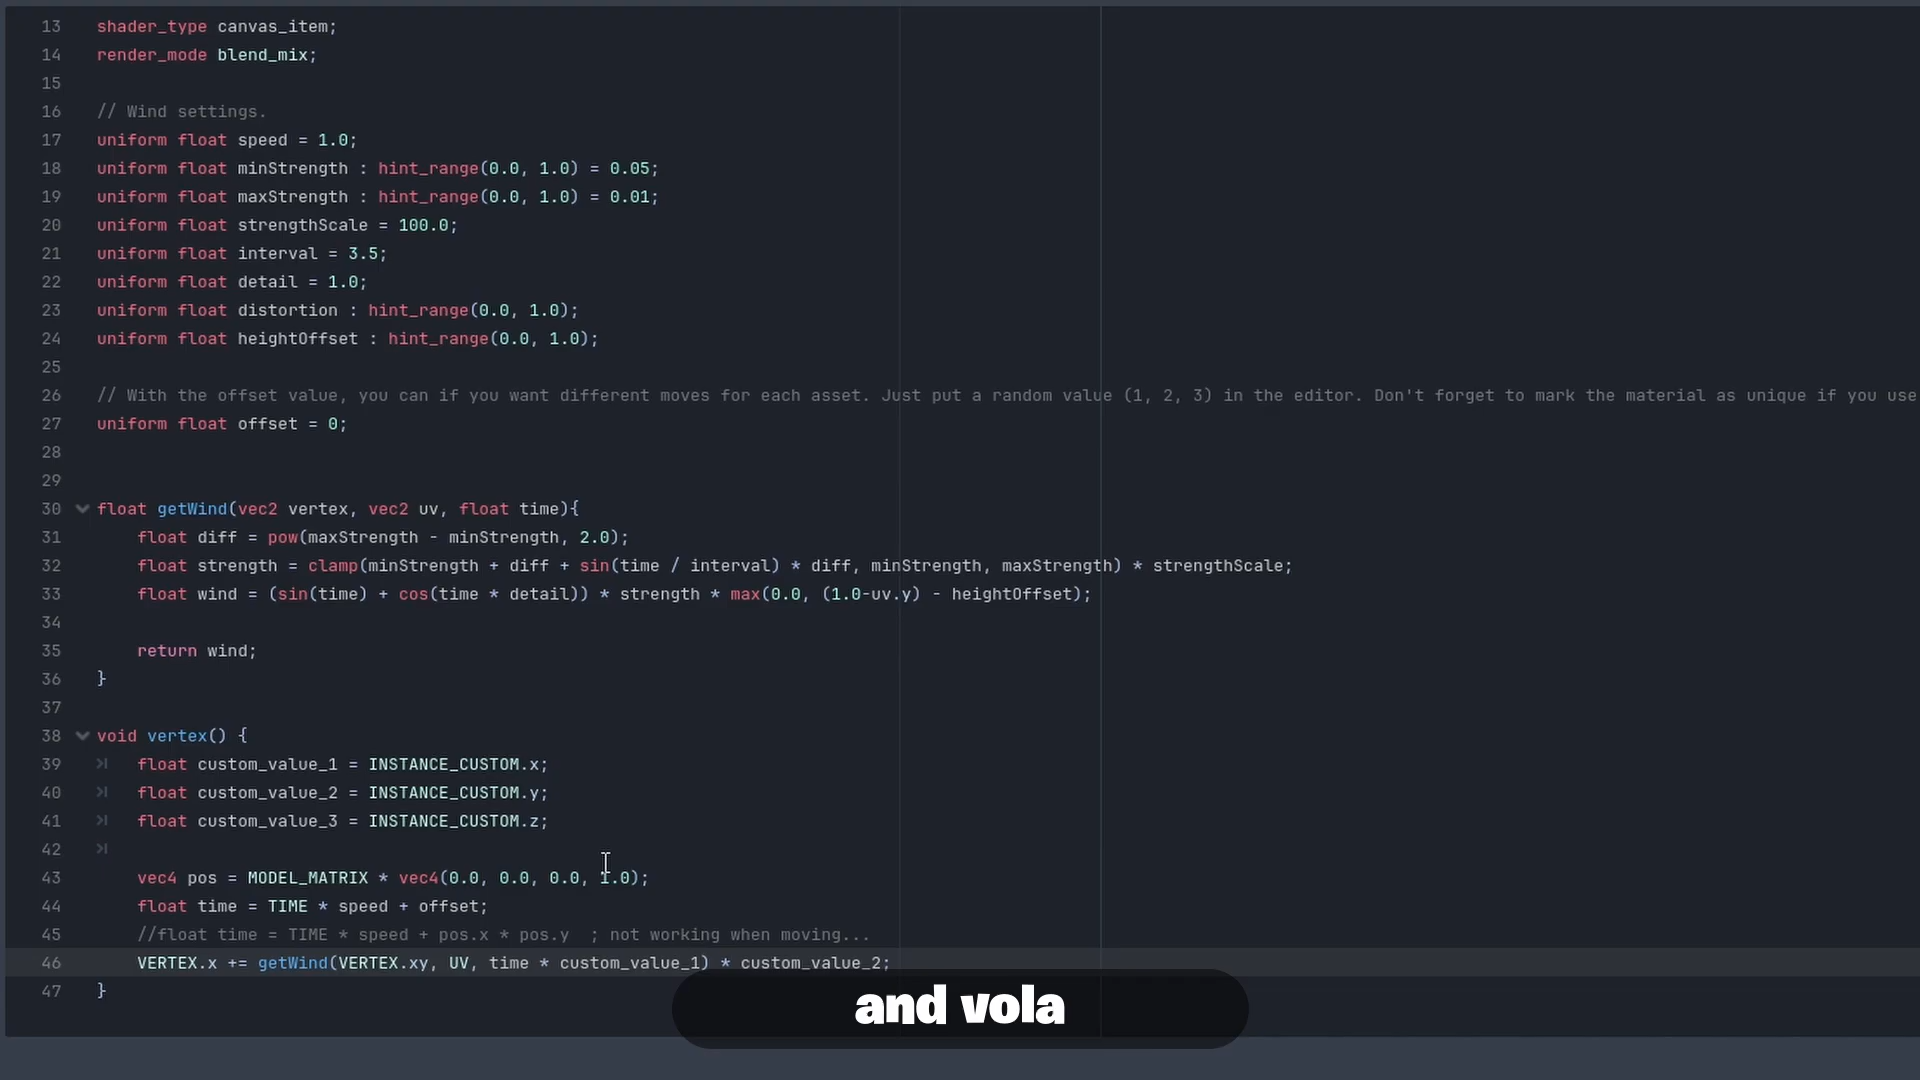 13 shader_type canvas_item;
14 render_mode blend_mix;
15
16 // Wind settings.
17 uniform float speed = 1.0;
18 uniform float minStrength : hint_range(0.0, 1.0) = 0.05;
19 uniform float maxStrength : hint_range(0.0, 1.0) = 0.01;
20 uniform float strengthScale = 100.0;
21 uniform float interval = 3.5;
22 uniform float detail = 1.0;
23 uniform float distortion : hint_range(0.0, 1.0);
24 uniform float heightOffset : hint_range(0.0, 1.0);
25
26 // With the offset value, you can if you want different moves for each asset. Just put a random value (1, 2, 3) in the editor. Don't forget to mark the material as unique if you use
27 uniform float offset = 0;
28
29
30 float getWind(vec2 vertex, vec2 uv, float time){
31 float diff = pow(maxStrength - minStrength, 2.0);
32 float strength = clamp(minStrength + diff + sin(time / interval) * diff, minStrength, maxStrength) * strengthScale;
33 float wind = (sin(time) + cos(time * detail)) * strength * max(0.0, (1.0-uv.y) - heightOffset);
34
35 return wind;
36 }
37
38 void vertex() {
39 float custom_value_1 = INSTANCE_CUSTOM.x;
40 float custom_value_2 = INSTANCE_CUSTOM.y;
41 float custom_value_3 = INSTANCE_CUSTOM.z;
42
43 vec4 pos = MODEL_MATRIX * vec4(0.0, 0.0, 0.0, 1.0);
44 float time = TIME * speed + offset;
45 //float time = TIME * speed + pos.x * pos.y  ; not working when moving...
46 VERTEX.x += getWind(VERTEX.xy, UV, time * custom_value_1) * custom_value_2;
47 }
and vola